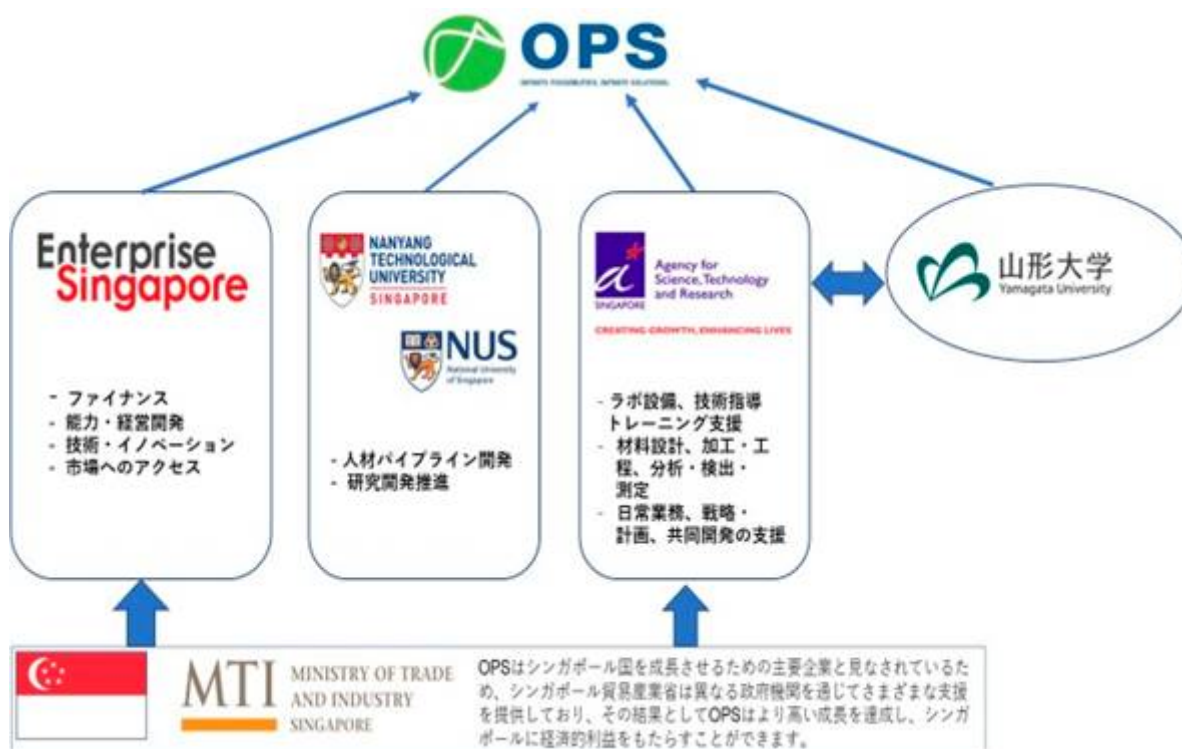 OPS
INFINITE POSSIBILITIES, INFINITE SOLUTIONS.
Enterprise
Singapore
- ファイナンス
- 能力・経営開発
- 技術・イノベーション
- 市場へのアクセス
NANYANG
TECHNOLOGICAL
UNIVERSITY
SINGAPORE
NUS
National University
of Singapore
- 人材パイプライン開発
- 研究開発推進
a
SINGAPORE
Agency for
Science, Technology
and Research
CREATING GROWTH, ENHANCING LIVES
- ラボ設備、技術指導
トレーニング支援
- 材料設計、加工・工
程、分析・検出・
測定
- 日常業務、戦略・
計画、共同開発の支援
山形大学
Yamagata University
MTI
MINISTRY OF TRADE
AND INDUSTRY
SINGAPORE
OPSはシンガポール国を成長させるための主要企業と見なされているた
め、シンガポール貿易産業省は異なる政府機関を通じてさまざまな支援
を提供しており、その結果としてOPSはより高い成長を達成し、シンガ
ポールに経済的利益をもたらすことができます。